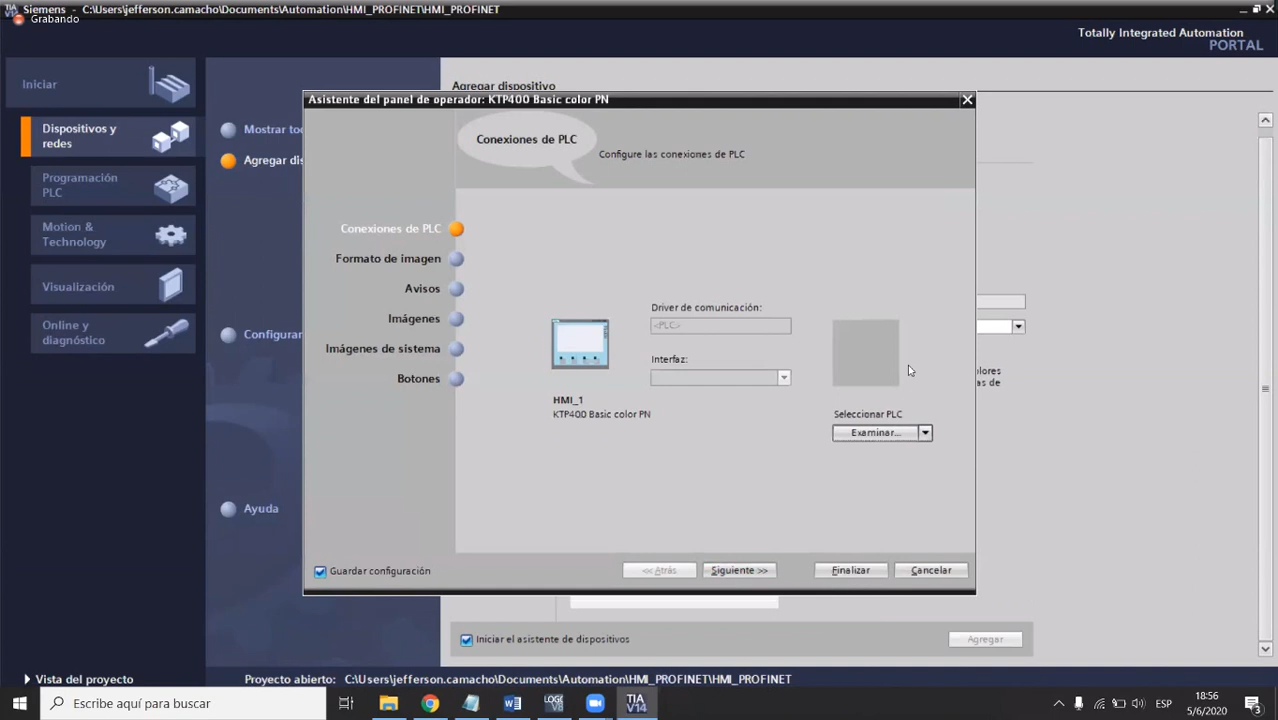 Siemens - C:\Users\jefferson.camacho\Documents\Automation\HMI_PROFINET\HMI_PROFINET
Grabando
Totally Integrated Automation
PORTAL
Iniciar
Dispositivos y
redes
Programación
PLC
Motion &
Technology
Visualización
Online y
diagnóstico
Mostrar
Agregar
Configurar
Ayuda
Agregar dispositivo
Asistente del panel de operador: KTP400 Basic color PN
Conexiones de PLC
Configure las conexiones de PLC
Conexiones de PLC
Formato de imagen
Avisos
Imágenes
Imágenes de sistema
Botones
Driver de comunicación:
<PLC>
Interfaz:
HMI_1
KTP400 Basic color PN
Seleccionar PLC
Examinar...
olores
as de
Guardar configuración
<< Atrás
Siguiente >>
Finalizar
Cancelar
Iniciar el asistente de dispositivos
Agregar
Vista del proyecto
Proyecto abierto: C:\Users\jefferson.camacho\Documents\Automation\HMI_PROFINET\HMI_PROFINET
Escribe aquí para buscar
TIA
V14
ESP
18:56
5/6/2020
3